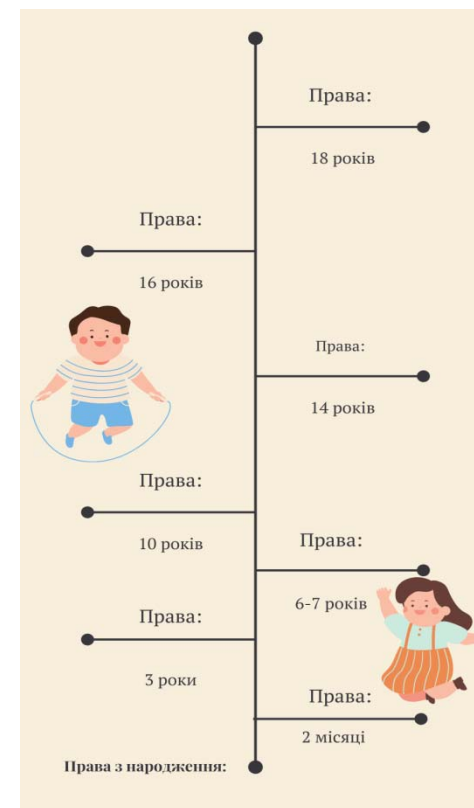 Права:
18 років
Права:
16 років
Права:
14 років
Права:
10 років
Права:
6-7 років
Права:
3 роки
Права:
2 місяці
Права з народження: